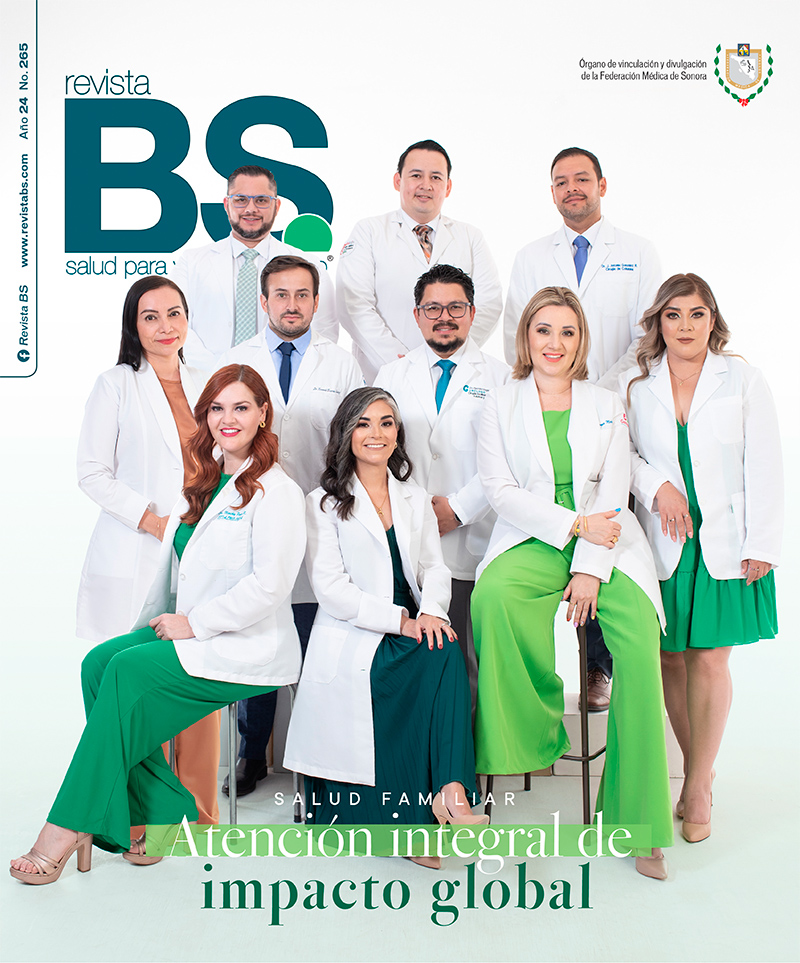 Revista BS www.revistabs.com Año 24 No. 265
Órgano de vinculación y divulgación
de la Federación Médica de Sonora
revista
BS
salud para
SALUD FAMILIAR
Atención integral de
impacto global